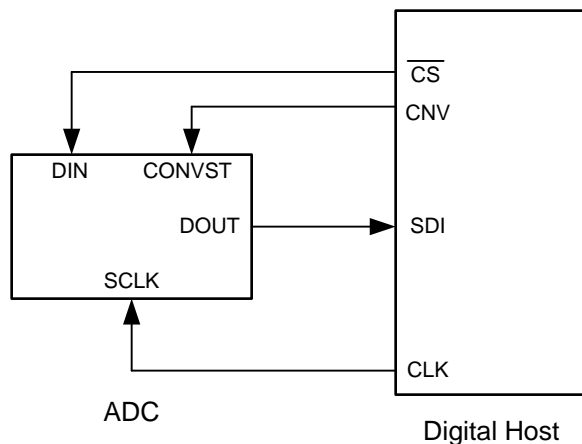 CS
CNV
DIN CONVST
DOUT SDI
SCLK
CLK
ADC
Digital Host